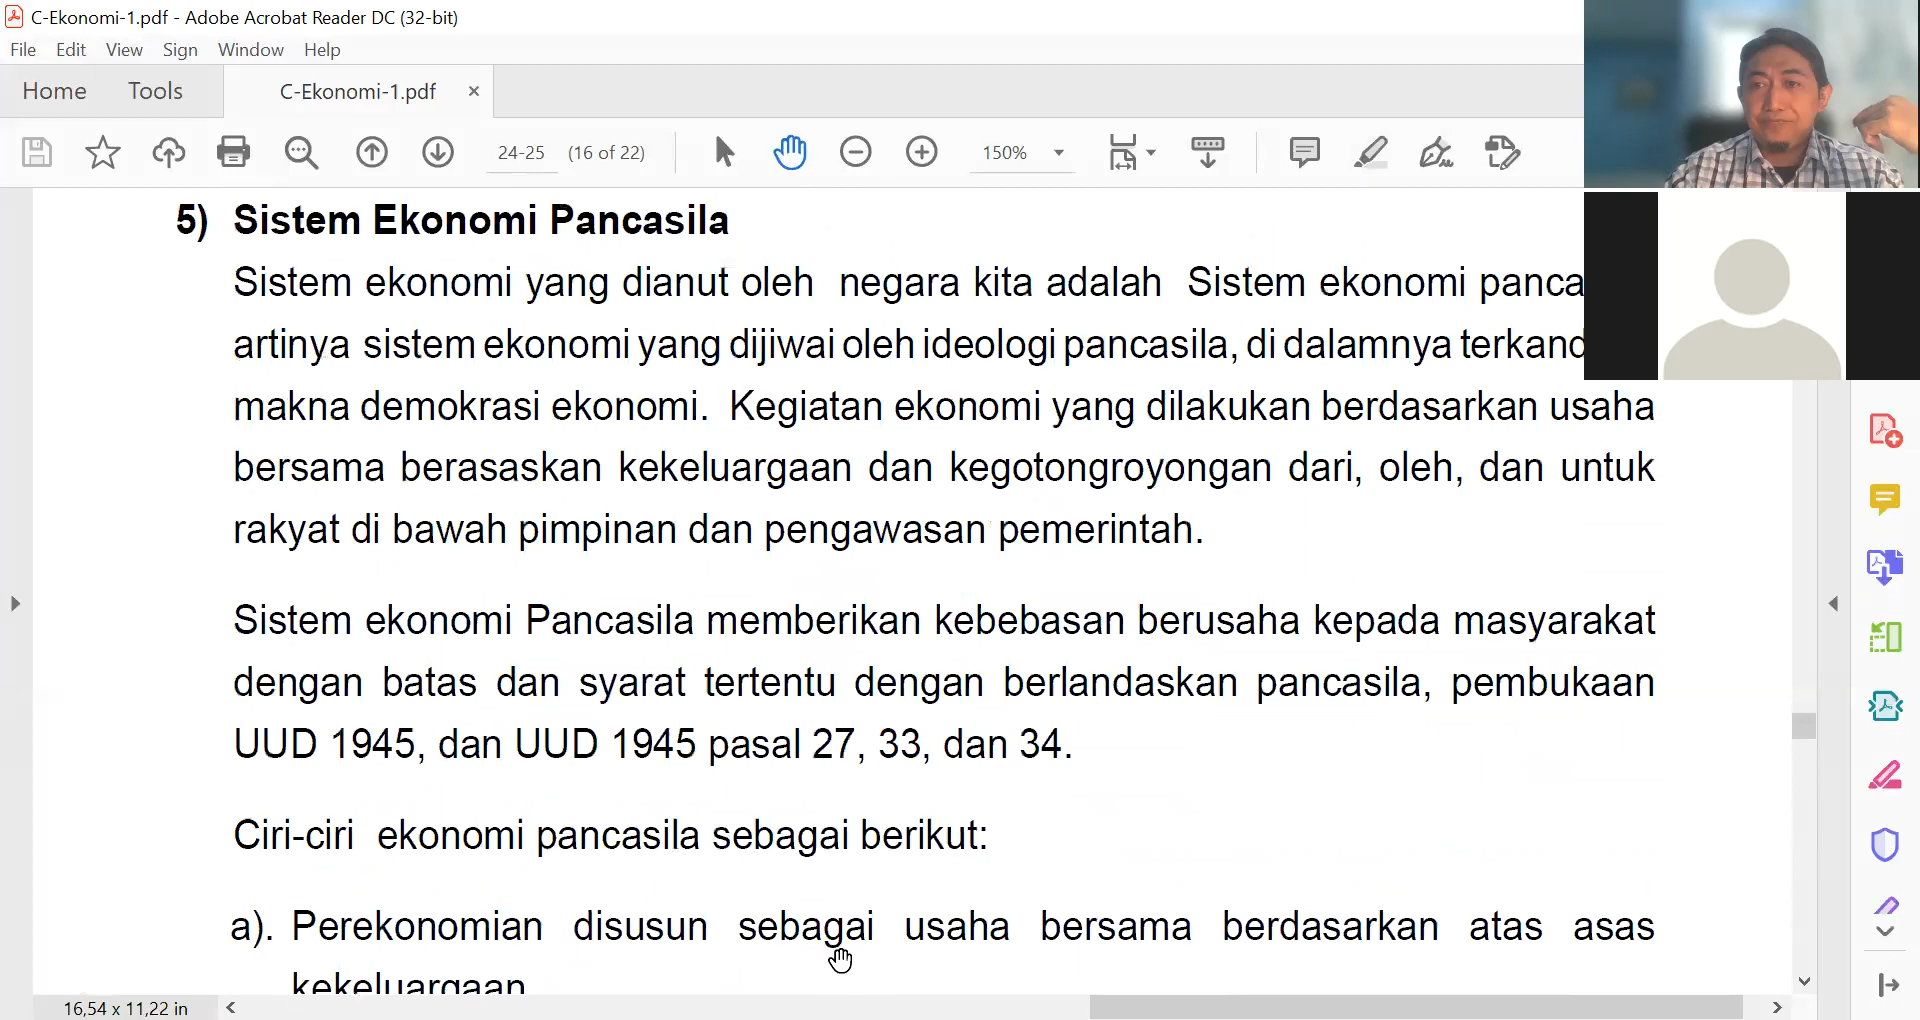 C-Ekonomi-1.pdf - Adobe Acrobat Reader DC (32-bit)
File Edit View Sign Window Help
Home Tools C-Ekonomi-1.pdf ×
24-25 (16 of 22) 150%
5) Sistem Ekonomi Pancasila
Sistem ekonomi yang dianut oleh negara kita adalah Sistem ekonomi panca
artinya sistem ekonomi yang dijiwai oleh ideologi pancasila, di dalamnya terkand
makna demokrasi ekonomi. Kegiatan ekonomi yang dilakukan berdasarkan usaha
bersama berasaskan kekeluargaan dan kegotongroyongan dari, oleh, dan untuk
rakyat di bawah pimpinan dan pengawasan pemerintah.
Sistem ekonomi Pancasila memberikan kebebasan berusaha kepada masyarakat
dengan batas dan syarat tertentu dengan berlandaskan pancasila, pembukaan
UUD 1945, dan UUD 1945 pasal 27, 33, dan 34.
Ciri-ciri ekonomi pancasila sebagai berikut:
a). Perekonomian disusun sebagai usaha bersama berdasarkan atas asas
kekeluargaan
16,54 x 11,22 in